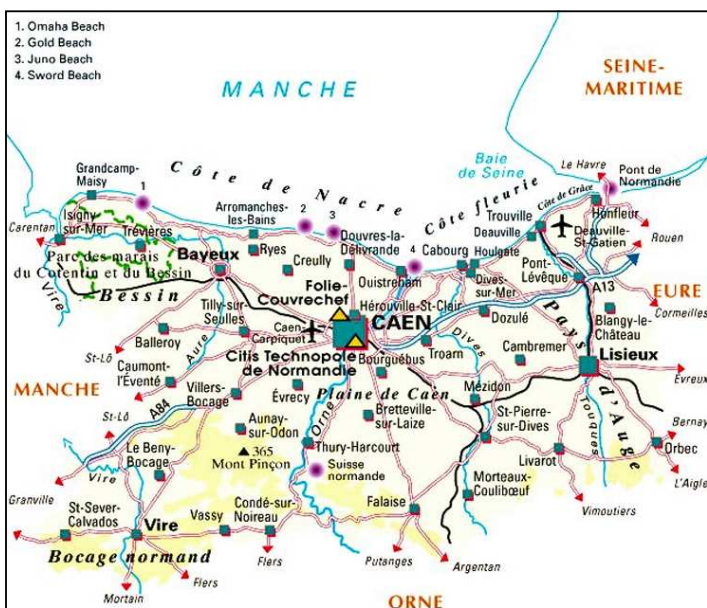 1. Omaha Beach
2. Gold Beach
3. Juno Beach
4. Sword Beach
MANCHE
SEINE-
MARITIME
Baie
de Seine
Le Havre
Pont de
Normandie
Grandcamp-
Maisy
1
Côte de Nacre
Côte fleurie
Côte de Grâce
Honfleur
Carentan
Isigny
-sur-Mer
Trévières
Arromanches-
les-Bains
2
3
Douvres-la-
Délivrande
Trouville
Deauville
Deauville-
St-Gatien
Rouen
Parc des marais
du Corentin et du Bessin
Bayeux
Ryes
Creully
4
Cabourg
Houlgate
Ouistreham
Dives-
sur-Mer
Pont-
Lévêque
A13
EURE
Vire
Bessin
Folie-
Couvrechef
Hérouville-St-Clair
Cormeilles
Tilly-sur-
Seulles
Caen-
Carpiquet
CAEN
Dozulé
Blangy-le-
Château
Balleroy
Aure
Citis Technopole
de Normandie
Bourguébus
Troarn
Dives
Cambremer
Pays d'Auge
Lisieux
St-Lô
Caumont-
l'Éventé
MANCHE
Villers-
Bocage
Évrecy
Plaine de Caen
Mézidon
Évreux
St-Lô
A84
Aunay-
sur-Odon
Orne
Bretteville-
sur-Laize
St-Pierre-
sur-Dives
Touques
Bernay
Orbec
Le Beny-
Bocage
365
Mont Pinçon
Thury-Harcourt
Livarot
L'Aigle
Vire
Suisse
normande
Morteaux-
Coulibœuf
Granville
St-Sever-
Calvados
Vire
Vassy
Condé-sur-
Noireau
Falaise
Vimoutiers
Bocage normand
Flers
Flers
Putanges
Argentan
Mortain
ORNE